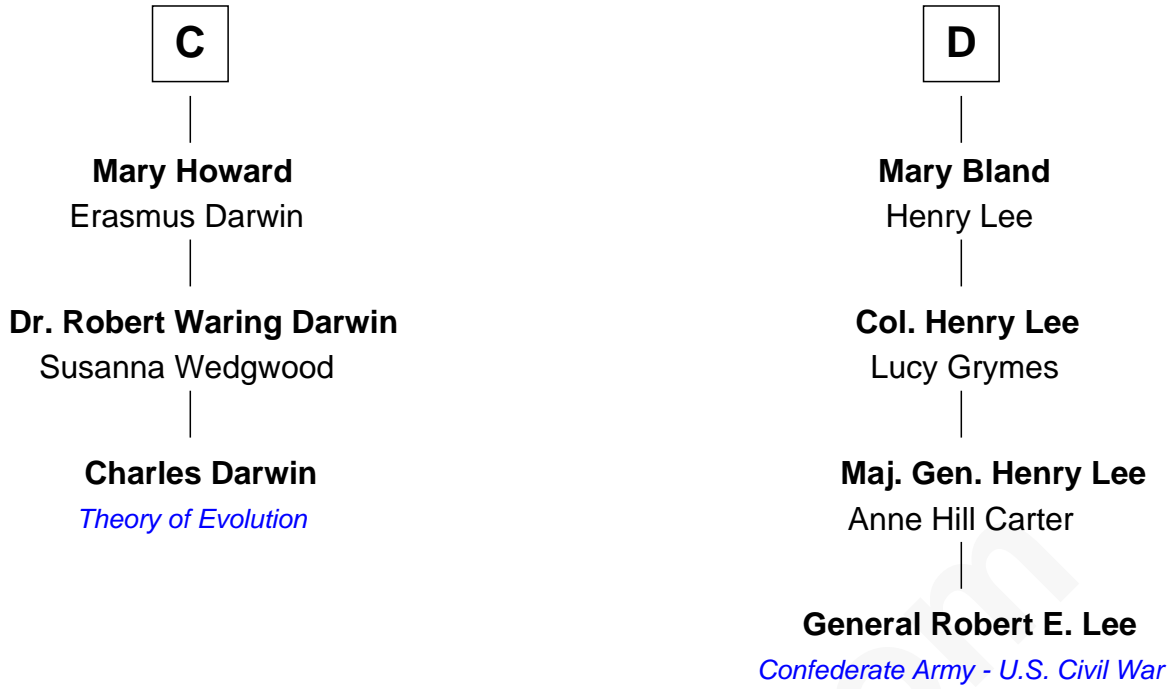 C
Mary Howard
Erasmus Darwin
Dr. Robert Waring Darwin
Susanna Wedgwood
Charles Darwin
Theory of Evolution
D
Mary Bland
Henry Lee
Col. Henry Lee
Lucy Grymes
Maj. Gen. Henry Lee
Anne Hill Carter
General Robert E. Lee
Confederate Army - U.S. Civil War